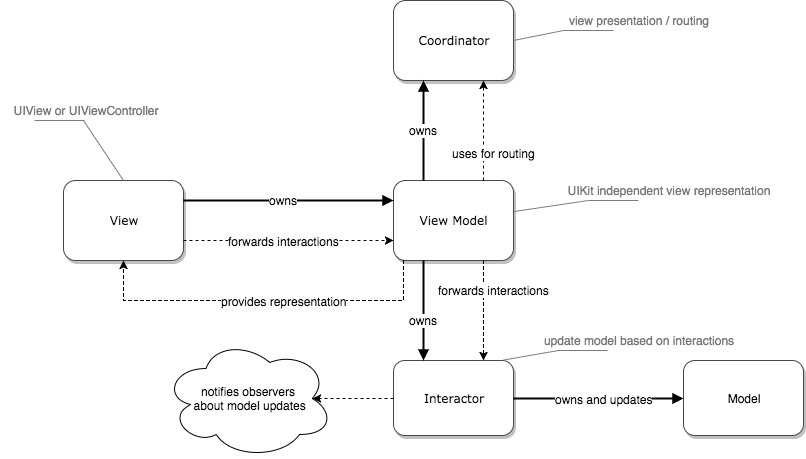 view presentation / routing
Coordinator
UIView or UIViewController
owns
uses for routing
UIKit independent view representation
View
owns
View Model
forwards interactions
forwards interactions
provides representation
owns
update model based on interactions
notifies observers
about model updates
Interactor
owns and updates
Model